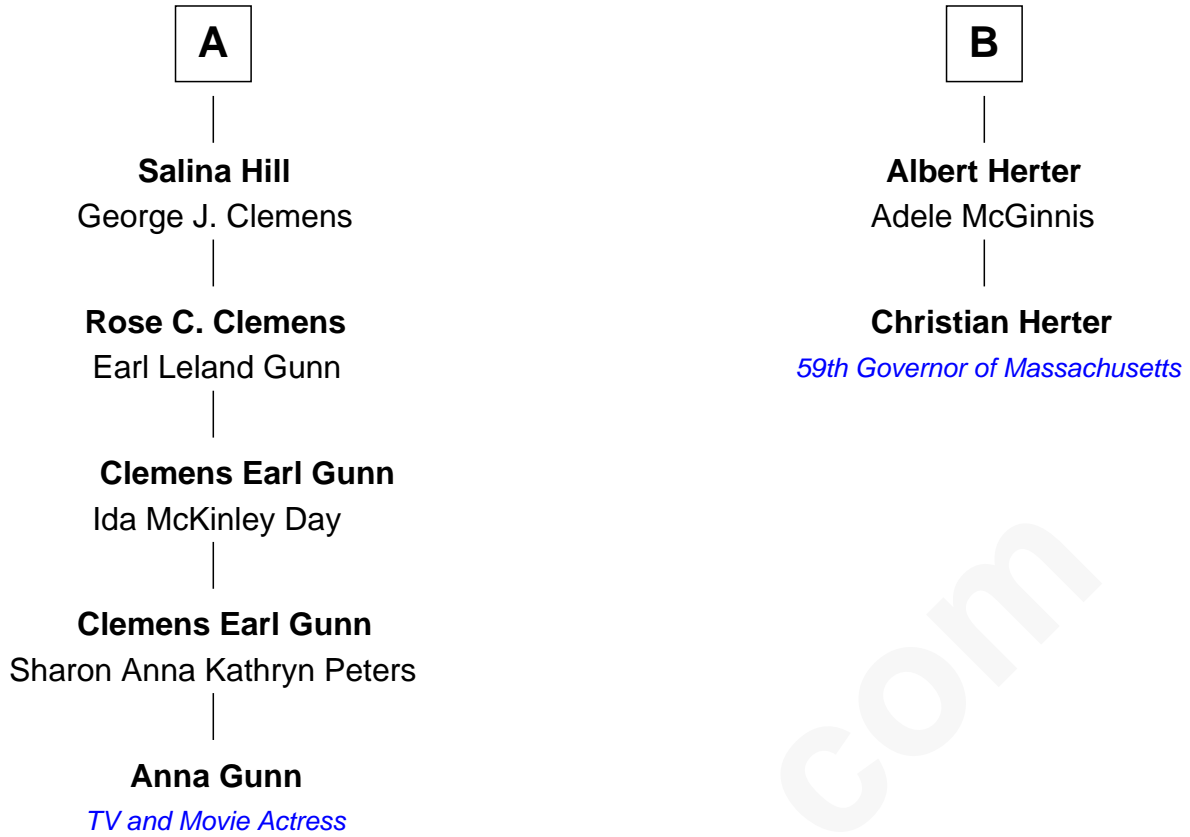 A
Salina Hill
George J. Clemens
Rose C. Clemens
Earl Leland Gunn
Clemens Earl Gunn
Ida McKinley Day
Clemens Earl Gunn
Sharon Anna Kathryn Peters
Anna Gunn
TV and Movie Actress
B
Albert Herter
Adele McGinnis
Christian Herter
59th Governor of Massachusetts
com